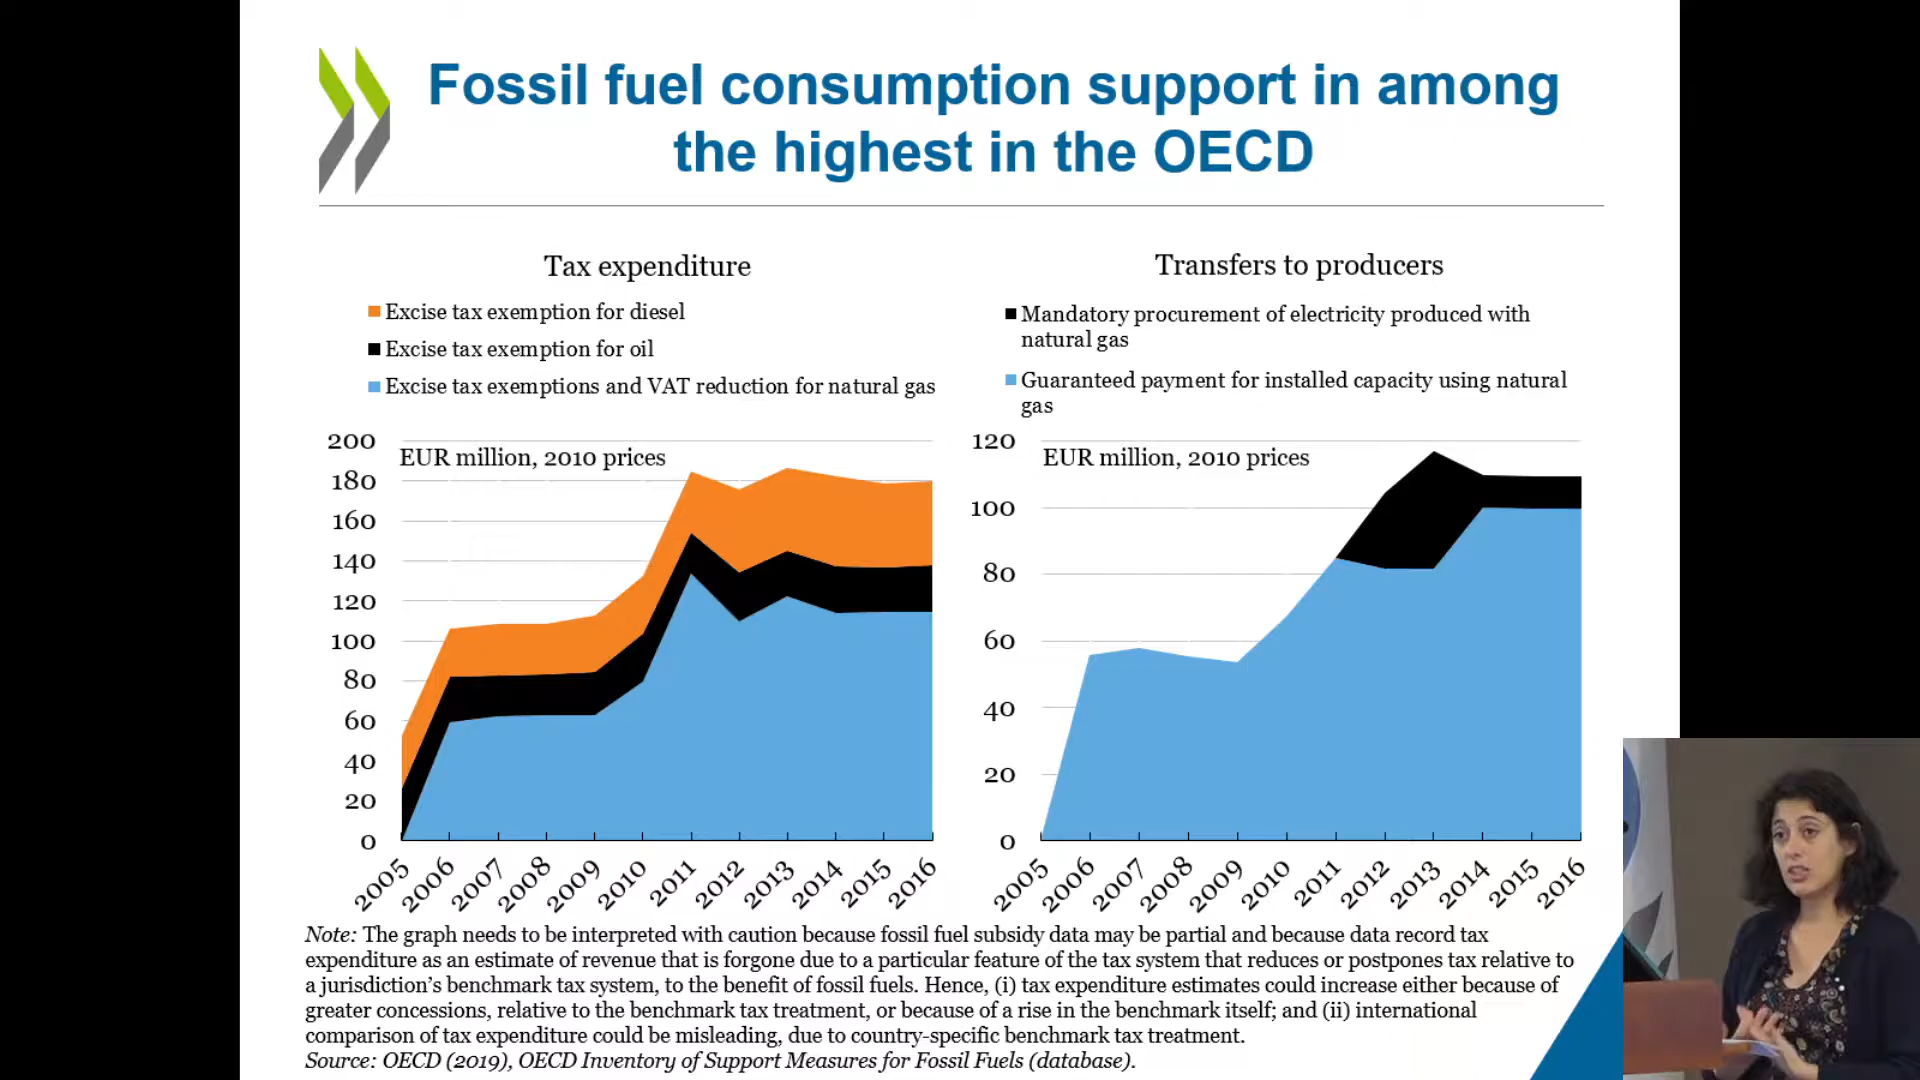 Fossil fuel consumption support in among
the highest in the OECD
Tax expenditure
Excise tax exemption for diesel
Excise tax exemption for oil
Excise tax exemptions and VAT reduction for natural gas
200
180
160
140
120
100
80
60
40
20
0
EUR million, 2010 prices
2005
2006
2007
2008
2009
2010
2011
2012
2013
2014
2015
2016
Transfers to producers
Mandatory procurement of electricity produced with
natural gas
Guaranteed payment for installed capacity using natural
gas
120
100
80
60
40
20
0
EUR million, 2010 prices
2005
2006
2007
2008
2009
2010
2011
2012
2013
2014
2015
2016
Note: The graph needs to be interpreted with caution because fossil fuel subsidy data may be partial and because data record tax
expenditure as an estimate of revenue that is forgone due to a particular feature of the tax system that reduces or postpones tax relative to
a jurisdiction’s benchmark tax system, to the benefit of fossil fuels. Hence, (i) tax expenditure estimates could increase either because of
greater concessions, relative to the benchmark tax treatment, or because of a rise in the benchmark itself; and (ii) international
comparison of tax expenditure could be misleading, due to country-specific benchmark tax treatment.
Source: OECD (2019), OECD Inventory of Support Measures for Fossil Fuels (database).